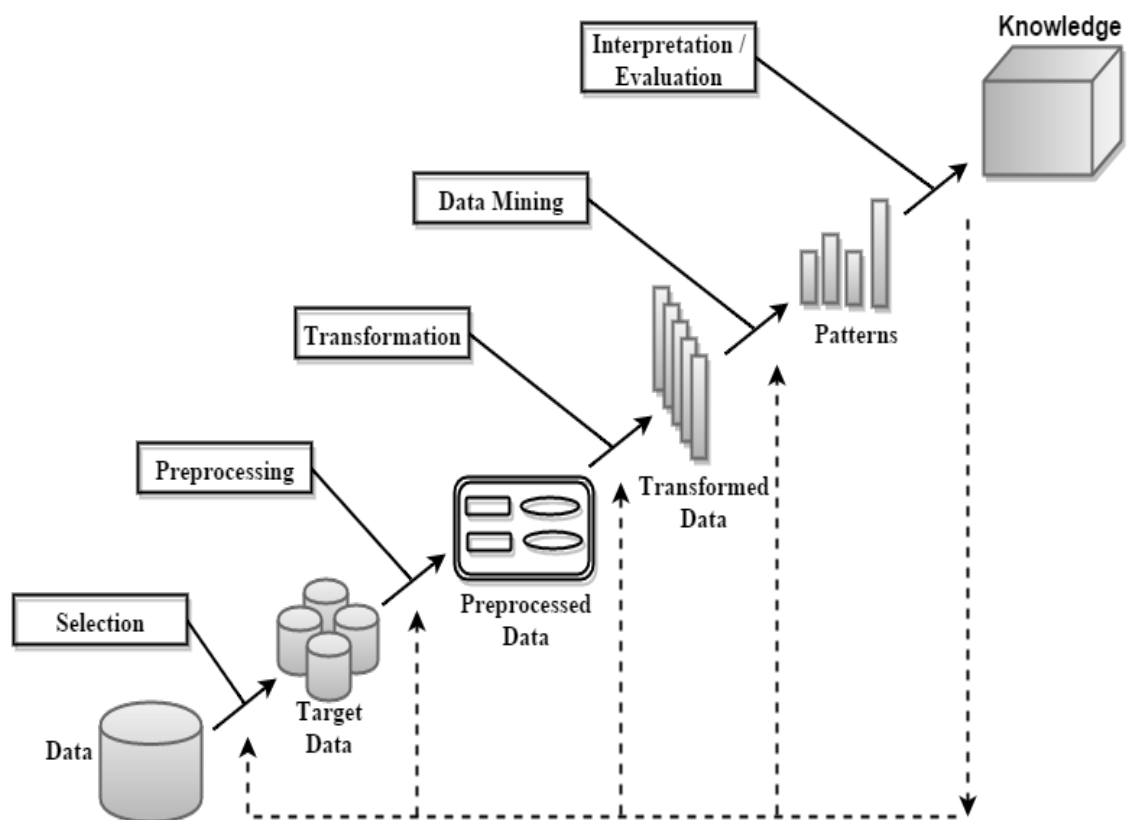 Knowledge
Interpretation /
Evaluation
Data Mining
Patterns
Transformation
Transformed
Data
Preprocessing
Preprocessed
Data
Selection
Target
Data
Data